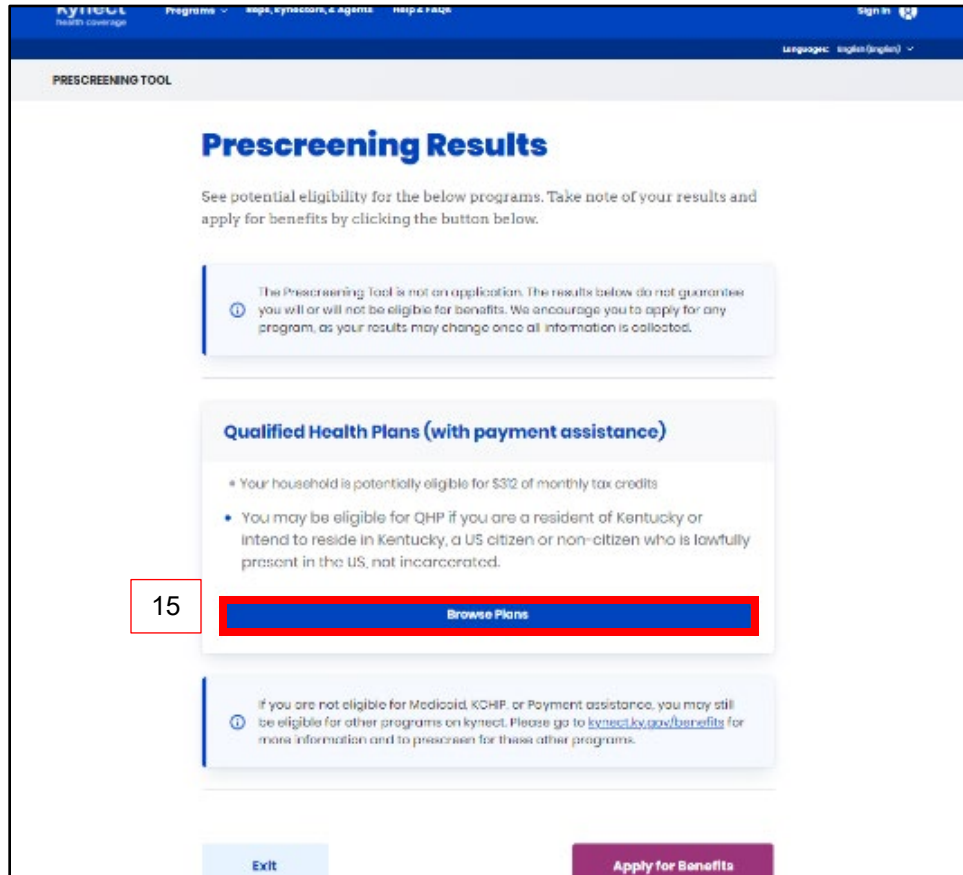 kynect
health coverage
Programs
Reps, Kynectors, & Agents
Help & FAQs
Sign In
Languages: English (English)
PRESCREENING TOOL
Prescreening Results
See potential eligibility for the below programs. Take note of your results and
apply for benefits by clicking the button below.
The Prescreening Tool is not an application. The results below do not guarantee
you will or will not be eligible for benefits. We encourage you to apply for any
program, as your results may change once all information is collected.
Qualified Health Plans (with payment assistance)
• Your household is potentially eligible for $312 of monthly tax credits
• You may be eligible for QHP if you are a resident of Kentucky or
intend to reside in Kentucky, a US citizen or non-citizen who is lawfully
present in the US, not incarcerated.
15
Browse Plans
If you are not eligible for Medicaid, KCHIP, or Payment assistance, you may still
be eligible for other programs on kynect. Please go to kynect.ky.gov/benefits for
more information and to prescreen for these other programs.
Exit
Apply for Benefits